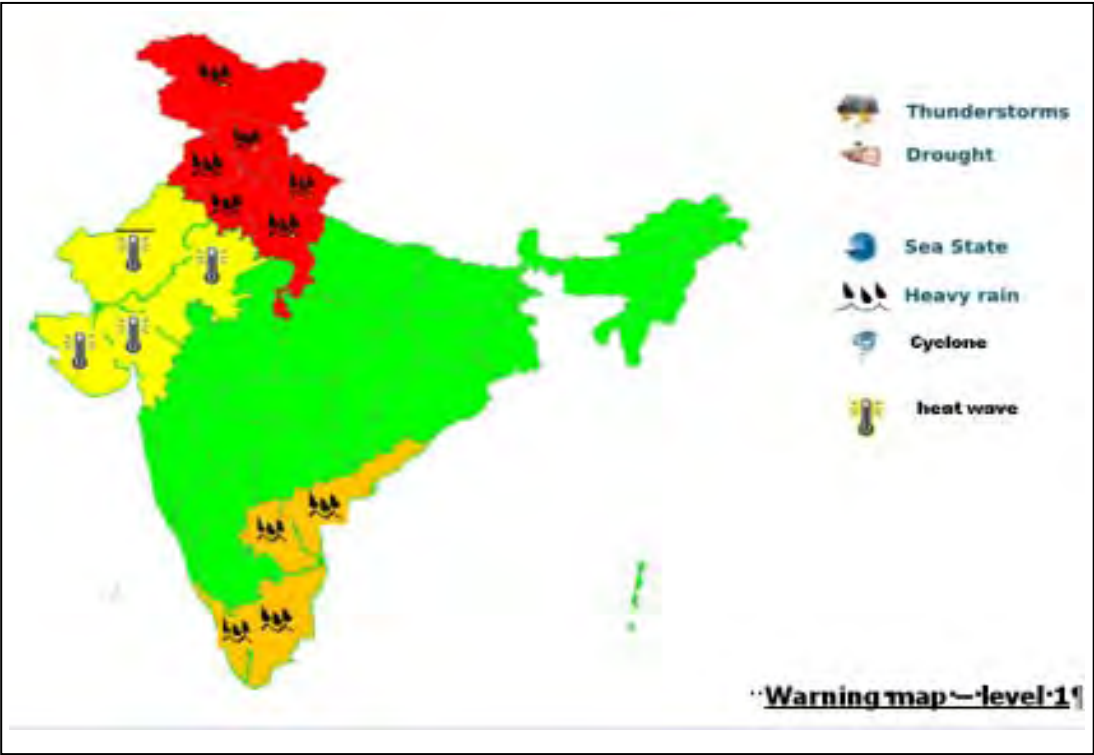 Thunderstorms
Drought
Sea State
Heavy rain
Cyclone
heat wave
··Warning·map·–·level·1¶